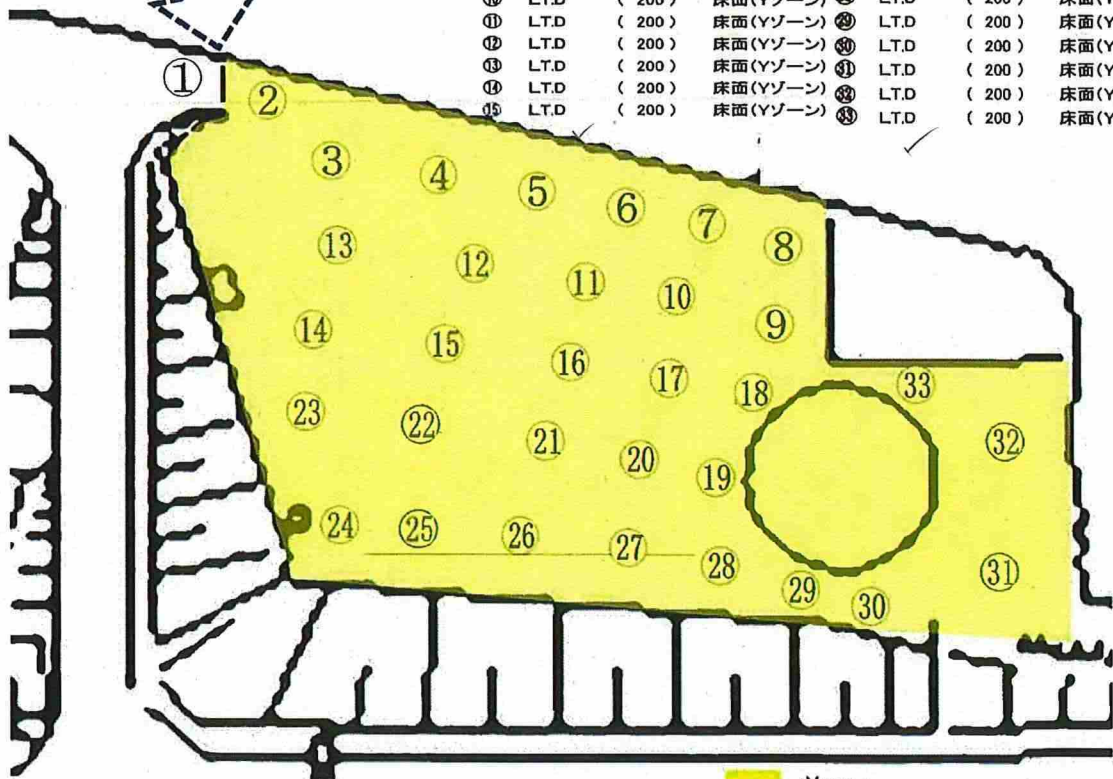 ⑪ L.T.D ( 200 ) 床面(Yゾーン) ㉙ L.T.D ( 200 ) 床面(Y
⑫ L.T.D ( 200 ) 床面(Yゾーン) ㉚ L.T.D ( 200 ) 床面(Y
⑬ L.T.D ( 200 ) 床面(Yゾーン) ㉛ L.T.D ( 200 ) 床面(Y
⑭ L.T.D ( 200 ) 床面(Yゾーン) ㉜ L.T.D ( 200 ) 床面(Y
⑮ L.T.D ( 200 ) 床面(Yゾーン) ㉝ L.T.D ( 200 ) 床面(Y
① ②
③ ④ ⑤ ⑥ ⑦ ⑧
⑬ ⑫ ⑪ ⑩ ⑨
⑭ ⑮ ⑯ ⑰ ⑱ ㉝
㉓ ㉒ ㉑ ⑳ ⑲ ㉜
㉔ ㉕ ㉖ ㉗ ㉘ ㉙ ㉚ ㉛